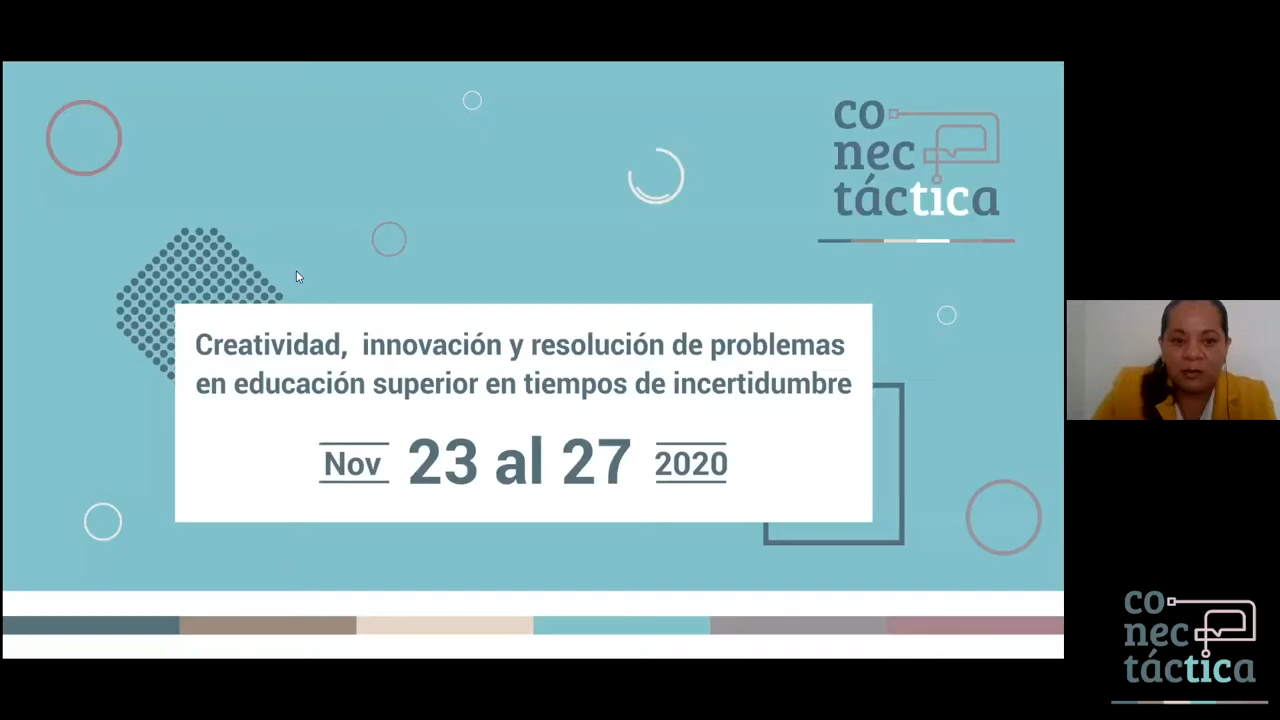 co
nec
táctica
Creatividad, innovación y resolución de problemas
en educación superior en tiempos de incertidumbre
Nov 23 al 27 2020
co
nec
táctica